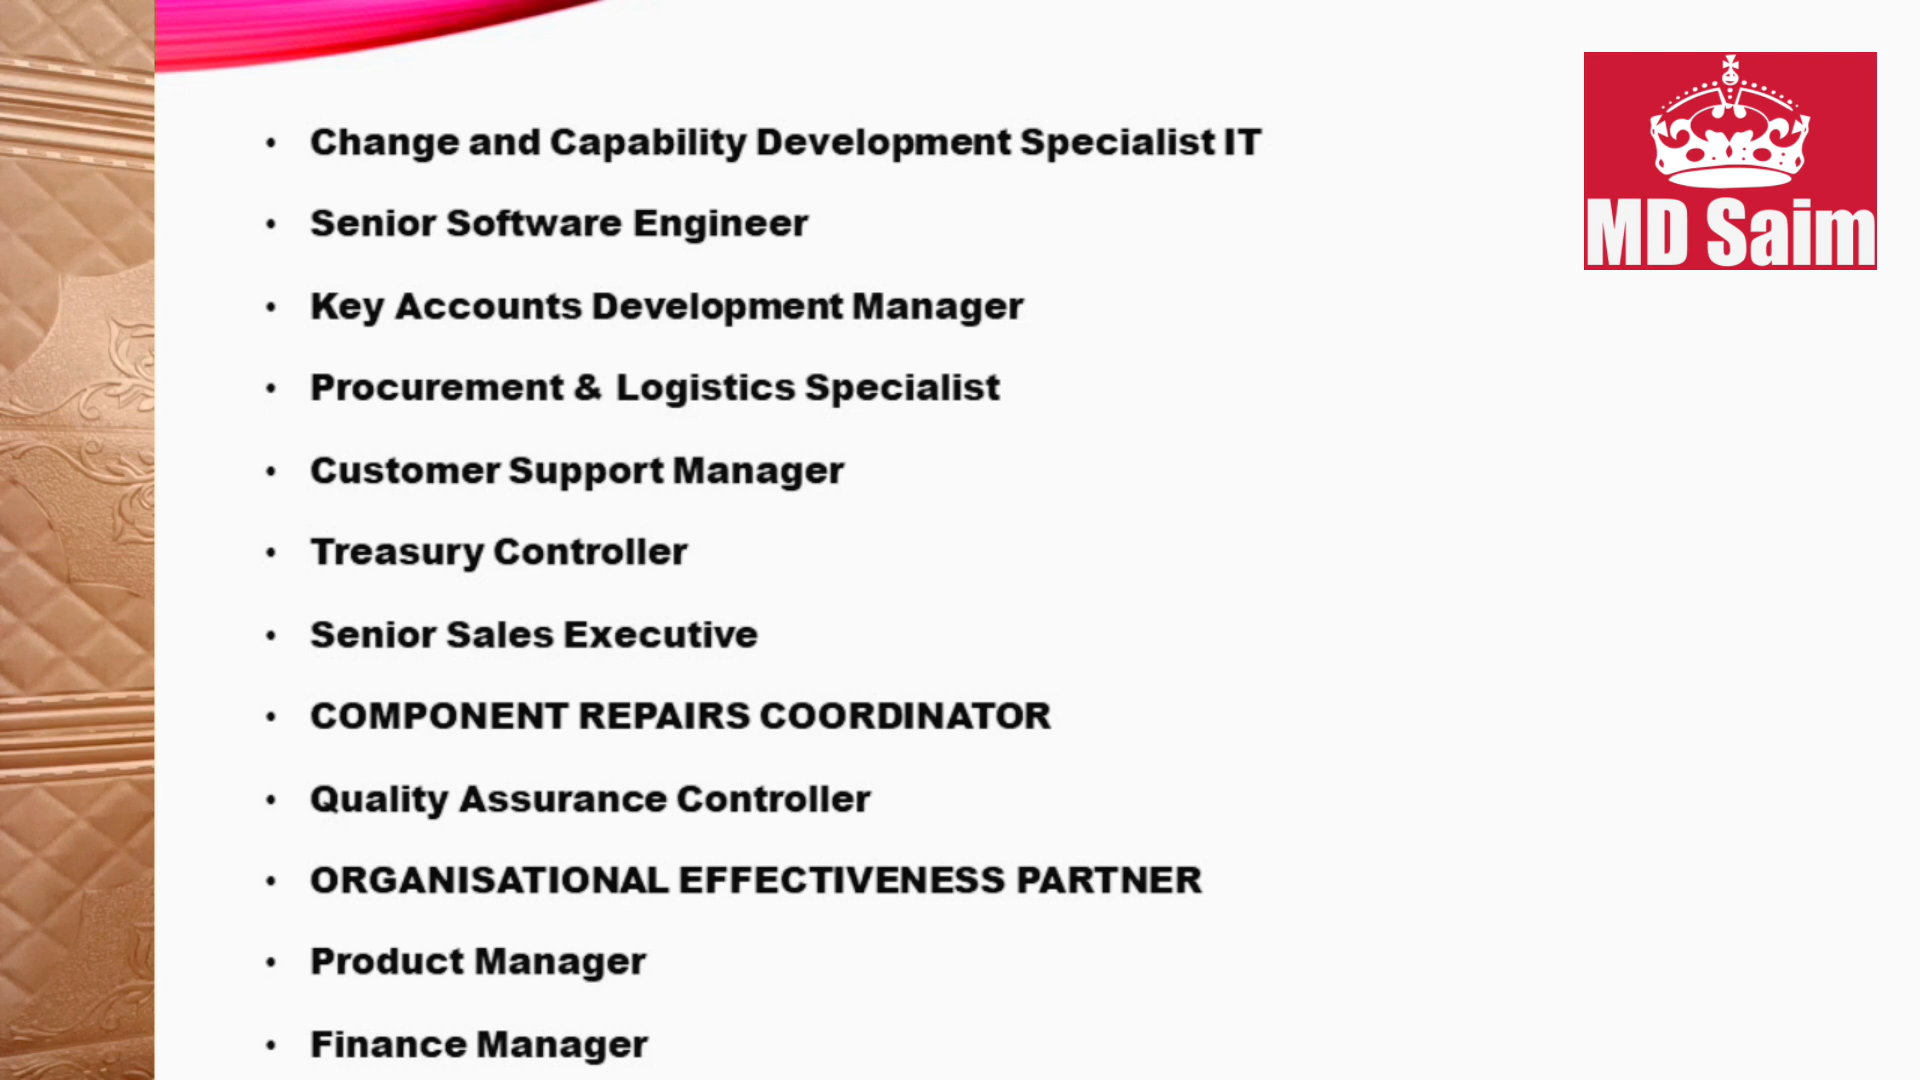 • Change and Capability Development Specialist IT
• Senior Software Engineer
• Key Accounts Development Manager
• Procurement & Logistics Specialist
• Customer Support Manager
• Treasury Controller
• Senior Sales Executive
• COMPONENT REPAIRS COORDINATOR
• Quality Assurance Controller
• ORGANISATIONAL EFFECTIVENESS PARTNER
• Product Manager
• Finance Manager
MD Saim